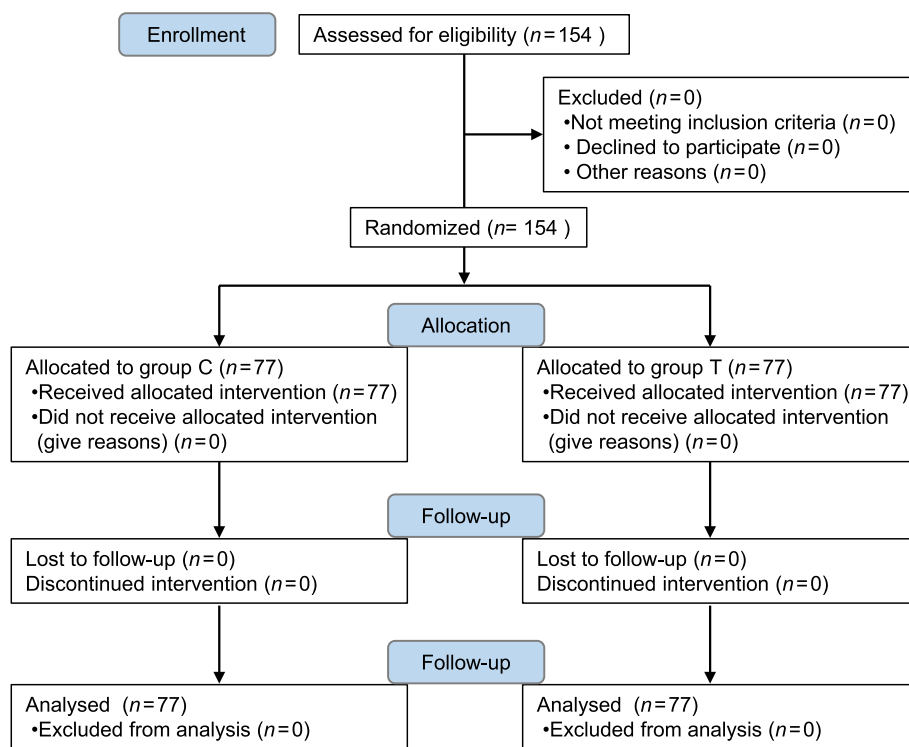 Enrollment
Assessed for eligibility (n=154 )
Excluded (n=0)
•Not meeting inclusion criteria (n=0)
• Declined to participate (n=0)
• Other reasons (n=0)
Randomized (n= 154 )
Allocation
Allocated to group C (n=77)
•Received allocated intervention (n=77)
•Did not receive allocated intervention
(give reasons) (n=0)
Allocated to group T (n=77)
•Received allocated intervention (n=77)
•Did not receive allocated intervention
(give reasons) (n=0)
Follow-up
Lost to follow-up (n=0)
Discontinued intervention (n=0)
Lost to follow-up (n=0)
Discontinued intervention (n=0)
Follow-up
Analysed (n=77)
•Excluded from analysis (n=0)
Analysed (n=77)
•Excluded from analysis (n=0)